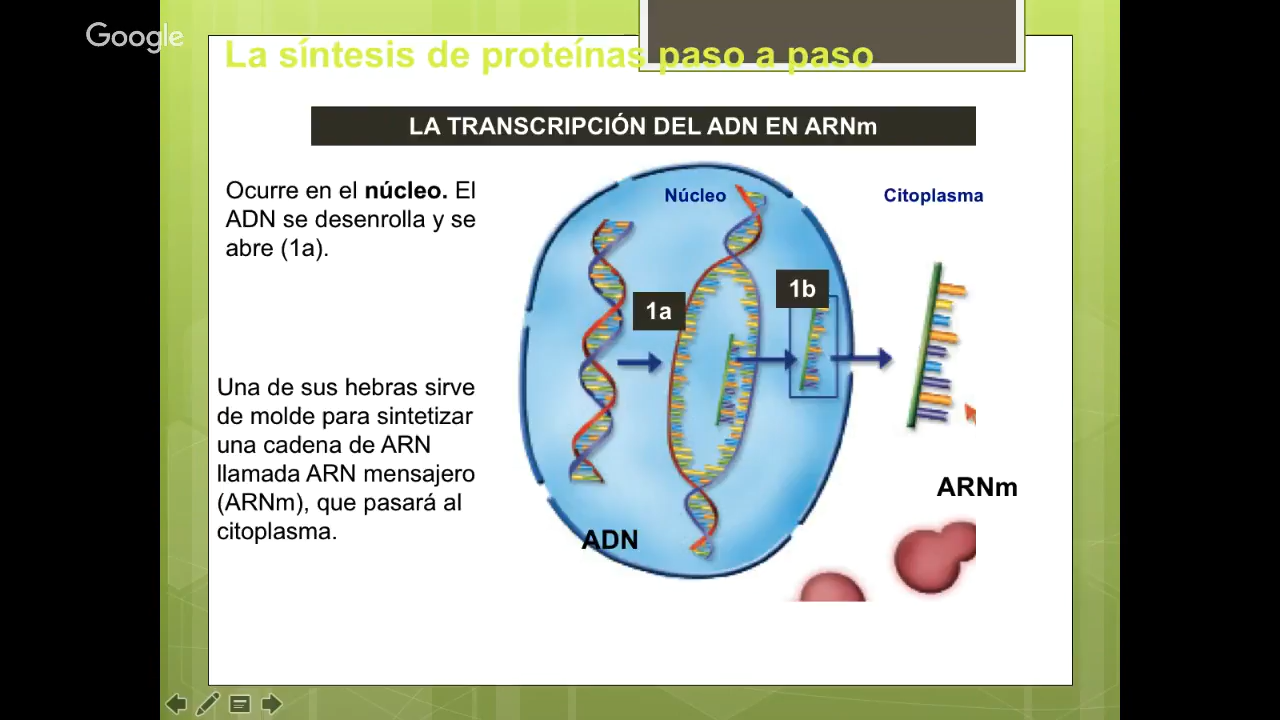 Google
La síntesis de proteínas paso a paso
LA TRANSCRIPCIÓN DEL ADN EN ARNm
Ocurre en el núcleo. El
ADN se desenrolla y se
abre (1a).
Una de sus hebras sirve
de molde para sintetizar
una cadena de ARN
llamada ARN mensajero
(ARNm), que pasará al
citoplasma.
Núcleo
Citoplasma
1a
1b
ADN
ARNm